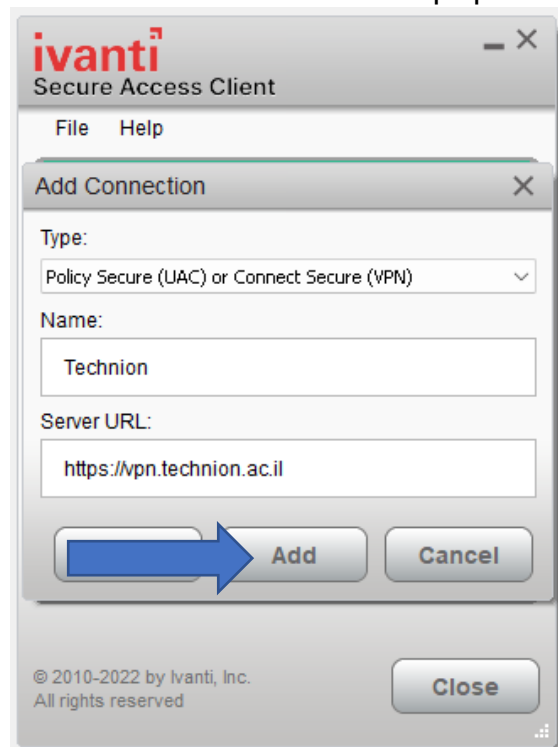 ivanti
Secure Access Client
File Help
Add Connection
Type:
Policy Secure (UAC) or Connect Secure (VPN)
Name:
Technion
Server URL:
https://vpn.technion.ac.il
Add Cancel
© 2010-2022 by Ivanti, Inc.
All rights reserved
Close